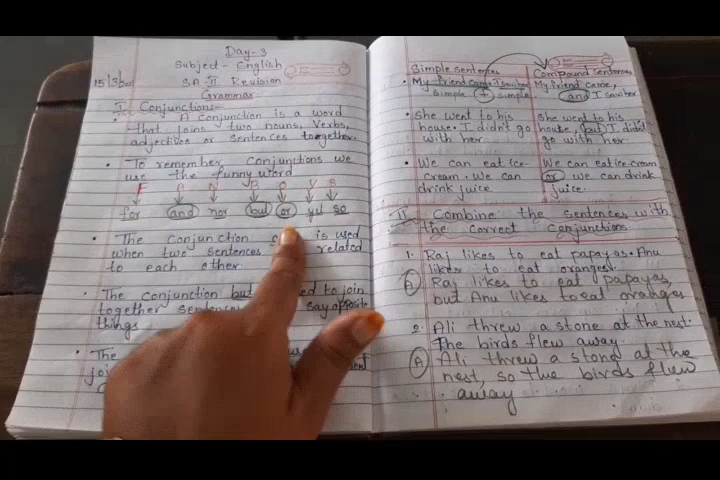 Day-3
Subject - English
15/3/
SA-II Revision
Grammar
I Conjunctions-
• A Conjunction is a word
that joins two nouns, verbs,
adjective or sentences together.
• To remember conjunctions we
use the funny word
F A N B O Y S
for and nor but or yet so
• The conjunction is used
when two sentences related
to each other
• The conjunction but to join
together sentences say opposite
things.
• The
Simple sentences
• My friend came. I saw her
Simple + simple
• She went to his
house. I didn't go
with her
• We can eat ice-
cream. We can
drink juice
Compound sentences
My friend came,
and I saw her
She went to his
house, but I didn't
go with her
We can eat ice-cream
or we can drink
juice.
II Combine the sentences with
the correct conjunctions
1. Raj likes to eat papayas. Anu
likes to eat oranges.
A Raj likes to eat papayas,
but Anu likes to eat oranges
2. Ali threw a stone at the nest.
The birds flew away.
A Ali threw a stone at the
nest, so the birds flew
away